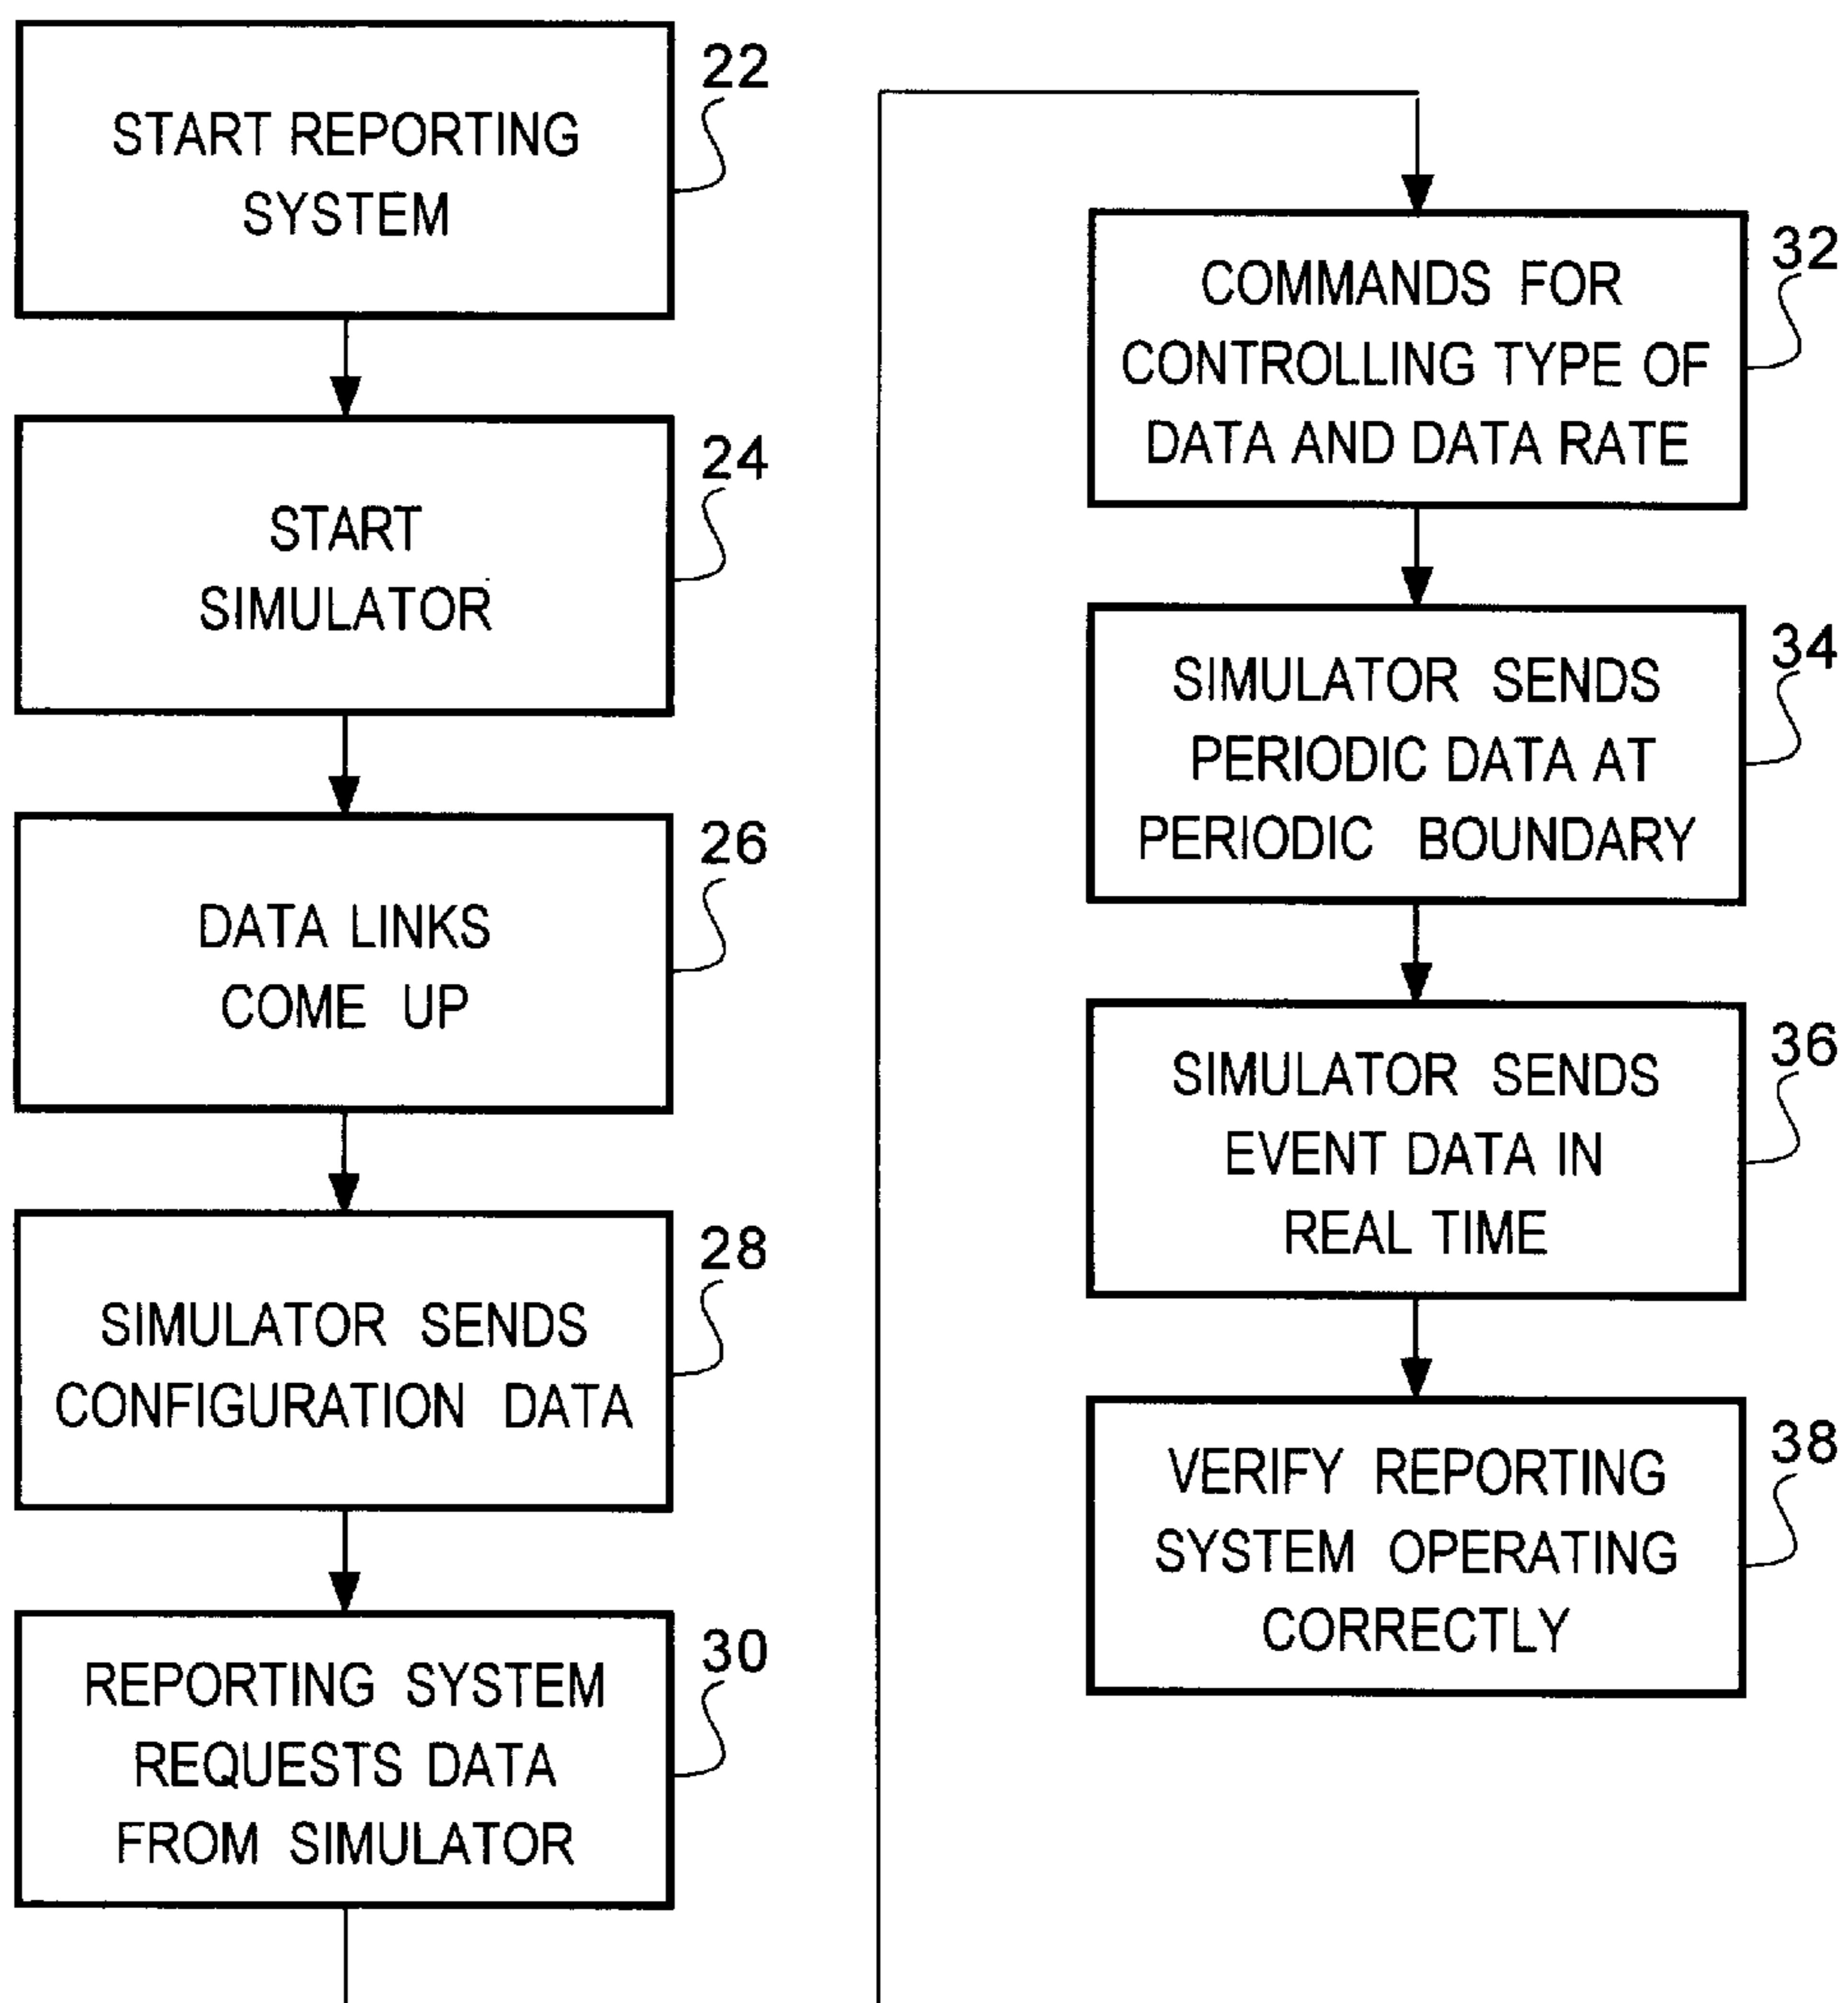 22
START REPORTING
SYSTEM
24
START
SIMULATOR
26
DATA LINKS
COME UP
28
SIMULATOR SENDS
CONFIGURATION DATA
30
REPORTING SYSTEM
REQUESTS DATA
FROM SIMULATOR
32
COMMANDS FOR
CONTROLLING TYPE OF
DATA AND DATA RATE
34
SIMULATOR SENDS
PERIODIC DATA AT
PERIODIC BOUNDARY
36
SIMULATOR SENDS
EVENT DATA IN
REAL TIME
38
VERIFY REPORTING
SYSTEM OPERATING
CORRECTLY